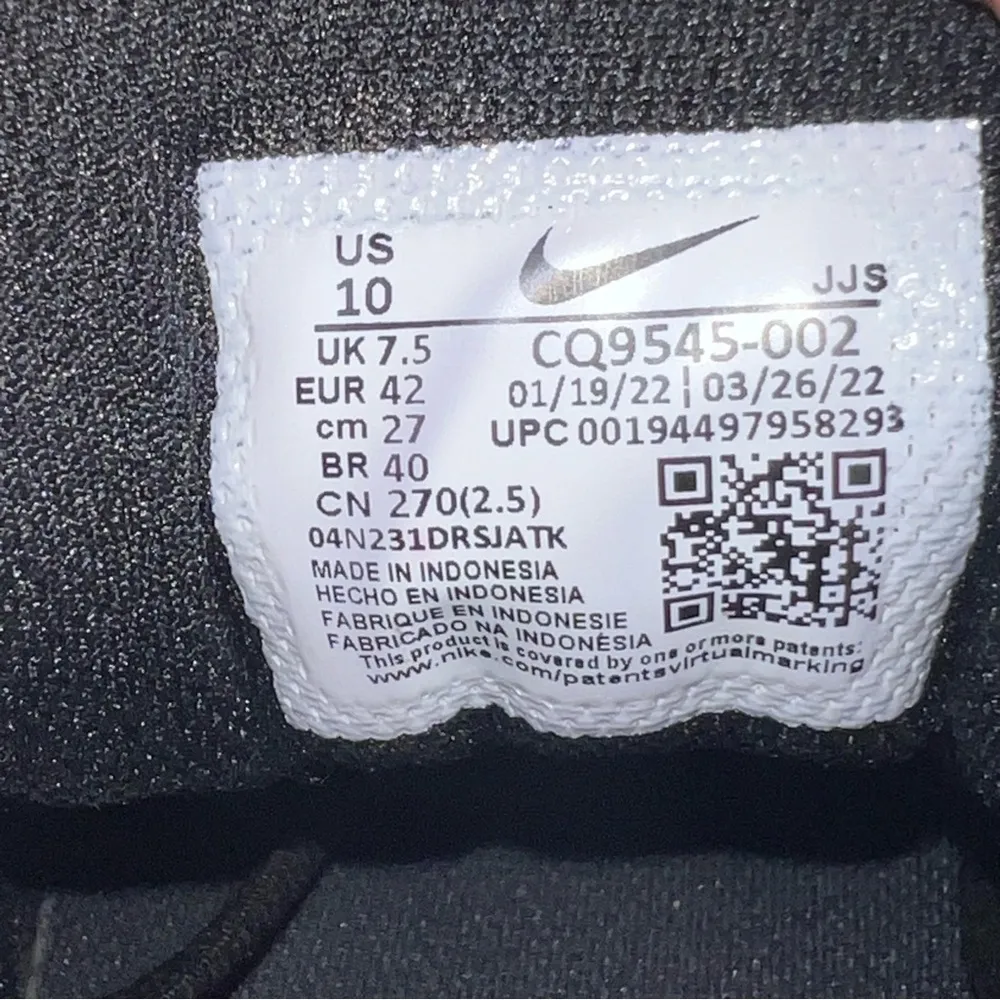 US
10
JJS
UK 7.5
CQ9545-002
EUR 42
01/19/22 | 03/26/22
cm 27
UPC 00194497958293
BR 40
CN 270(2.5)
04N231DRSJATK
MADE IN INDONESIA
HECHO EN INDONESIA
FABRIQUE EN INDONESIE
FABRICADO NA INDONÉSIA
This product is covered by one or more patents:
www.nike.com/patentsvirtualmarking